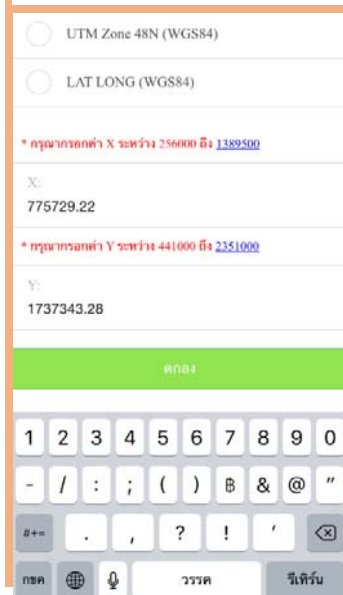 UTM Zone 48N (WGS84)
LAT LONG (WGS84)
* กรุณากรอกค่า X ระหว่าง 256000 ถึง 1389500
X:
775729.22
* กรุณากรอกค่า Y ระหว่าง 441000 ถึง 2351000
Y:
1737343.28
ตกลง
1 2 3 4 5 6 7 8 9 0
- / : ; ( ) ฿ & @ "
#+= . , ? ! '
กขค วรรค รีเทิร์น